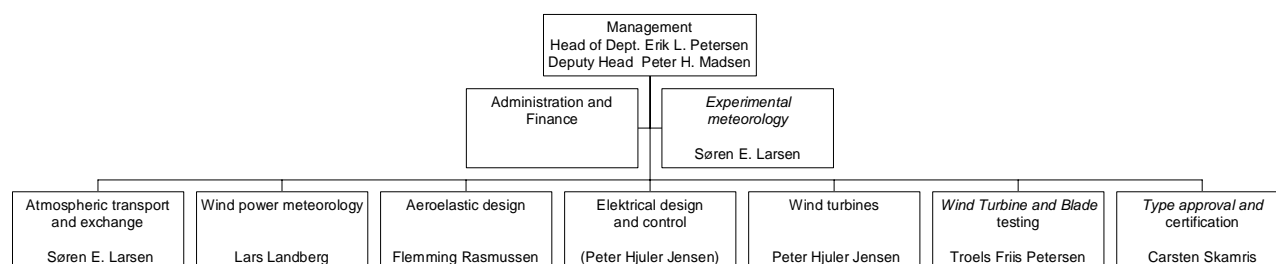 Management
Head of Dept. Erik L. Petersen
Deputy Head Peter H. Madsen
Administration and
Finance
Experimental
meteorology
Søren E. Larsen
Atmospheric transport
and exchange
Søren E. Larsen
Wind power meteorology
Lars Landberg
Aeroelastic design
Flemming Rasmussen
Elektrical design
and control
(Peter Hjuler Jensen)
Wind turbines
Peter Hjuler Jensen
Wind Turbine and Blade
testing
Troels Friis Petersen
Type approval and
certification
Carsten Skamris